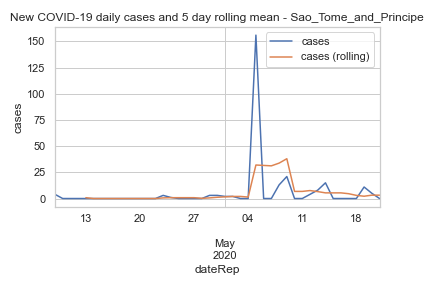 New COVID-19 daily cases and 5 day rolling mean - Sao_Tome_and_Principe
cases
cases (rolling)
150
125
100
75
50
25
0
cases
13 20 27 04 11 18
May
2020
dateRep